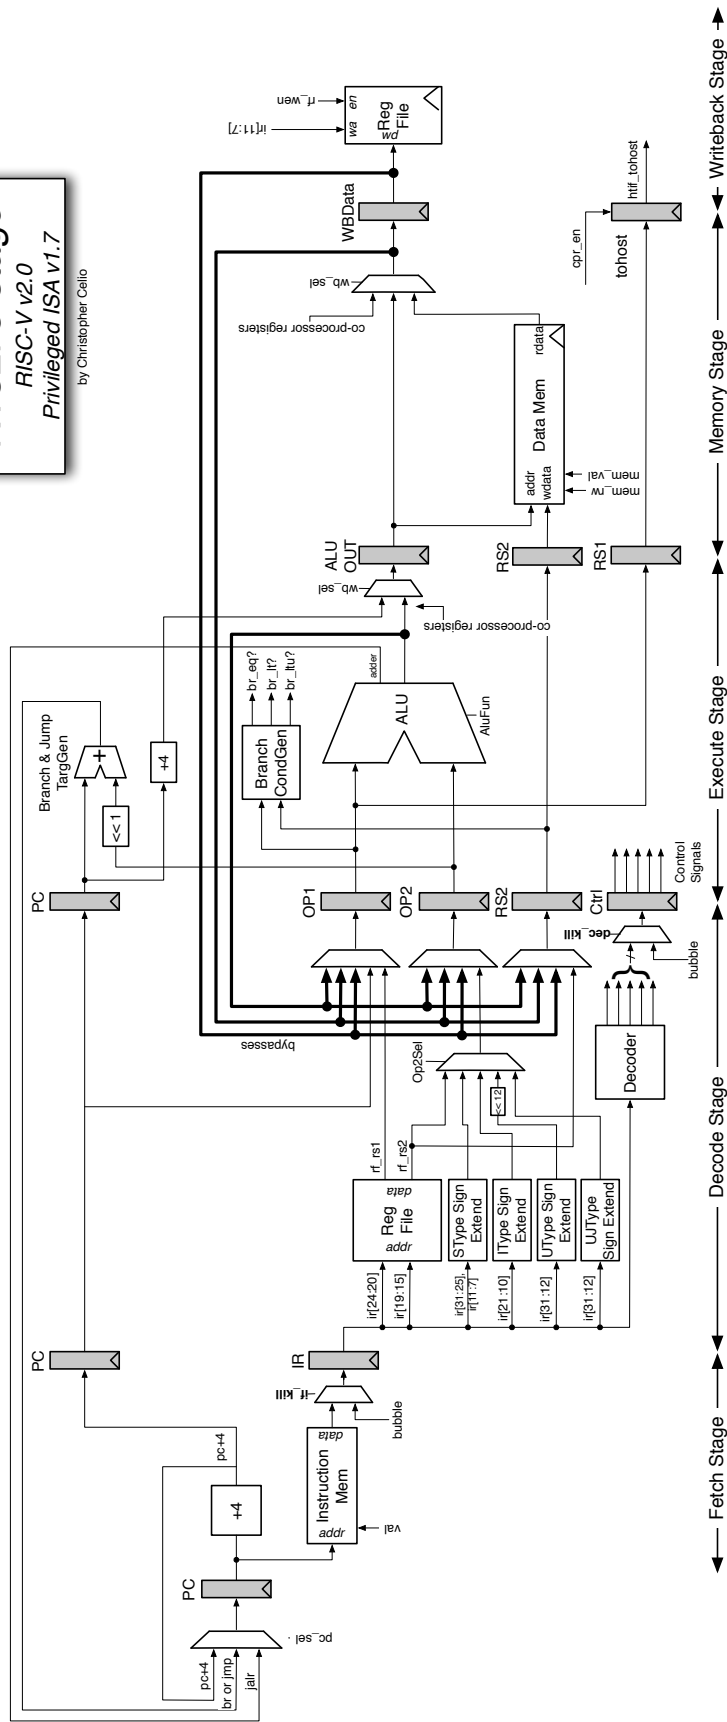 RISC-V v2.0
Privileged ISA v1.7
by Christopher Celio
pc+4
br or jmp
jalr
pc_sel
PC
+4
pc+4
Instruction
Mem
addr
data
val
if_kill
bubble
PC
IR
ir[24:20]
ir[19:15]
ir[31:25],
ir[11:7]
ir[21:10]
ir[31:12]
ir[31:12]
Reg
File
addr
data
rf_rs1
rf_rs2
SType Sign
Extend
IType Sign
Extend
UType Sign
Extend
UJType
Sign Extend
<<12
Op2Sel
bypasses
Decoder
bubble
dec_kill
PC
OP1
OP2
RS2
Ctrl
Control
Signals
Branch & Jump
TargGen
+
<<1
+4
Branch
CondGen
br_eq?
br_lt?
br_ltu?
ALU
adder
AluFun
co-processor
registers
wb_sel
ALU
OUT
RS2
RS1
Data Mem
addr
wdata
rdata
mem_rw
mem_val
co-processor registers
wb_sel
WBData
cpr_en
tohost
htif_tohost
ir[11:7]
rf_wen
Reg
File
wa
en
wd
Fetch Stage
Decode Stage
Execute Stage
Memory Stage
Writeback Stage